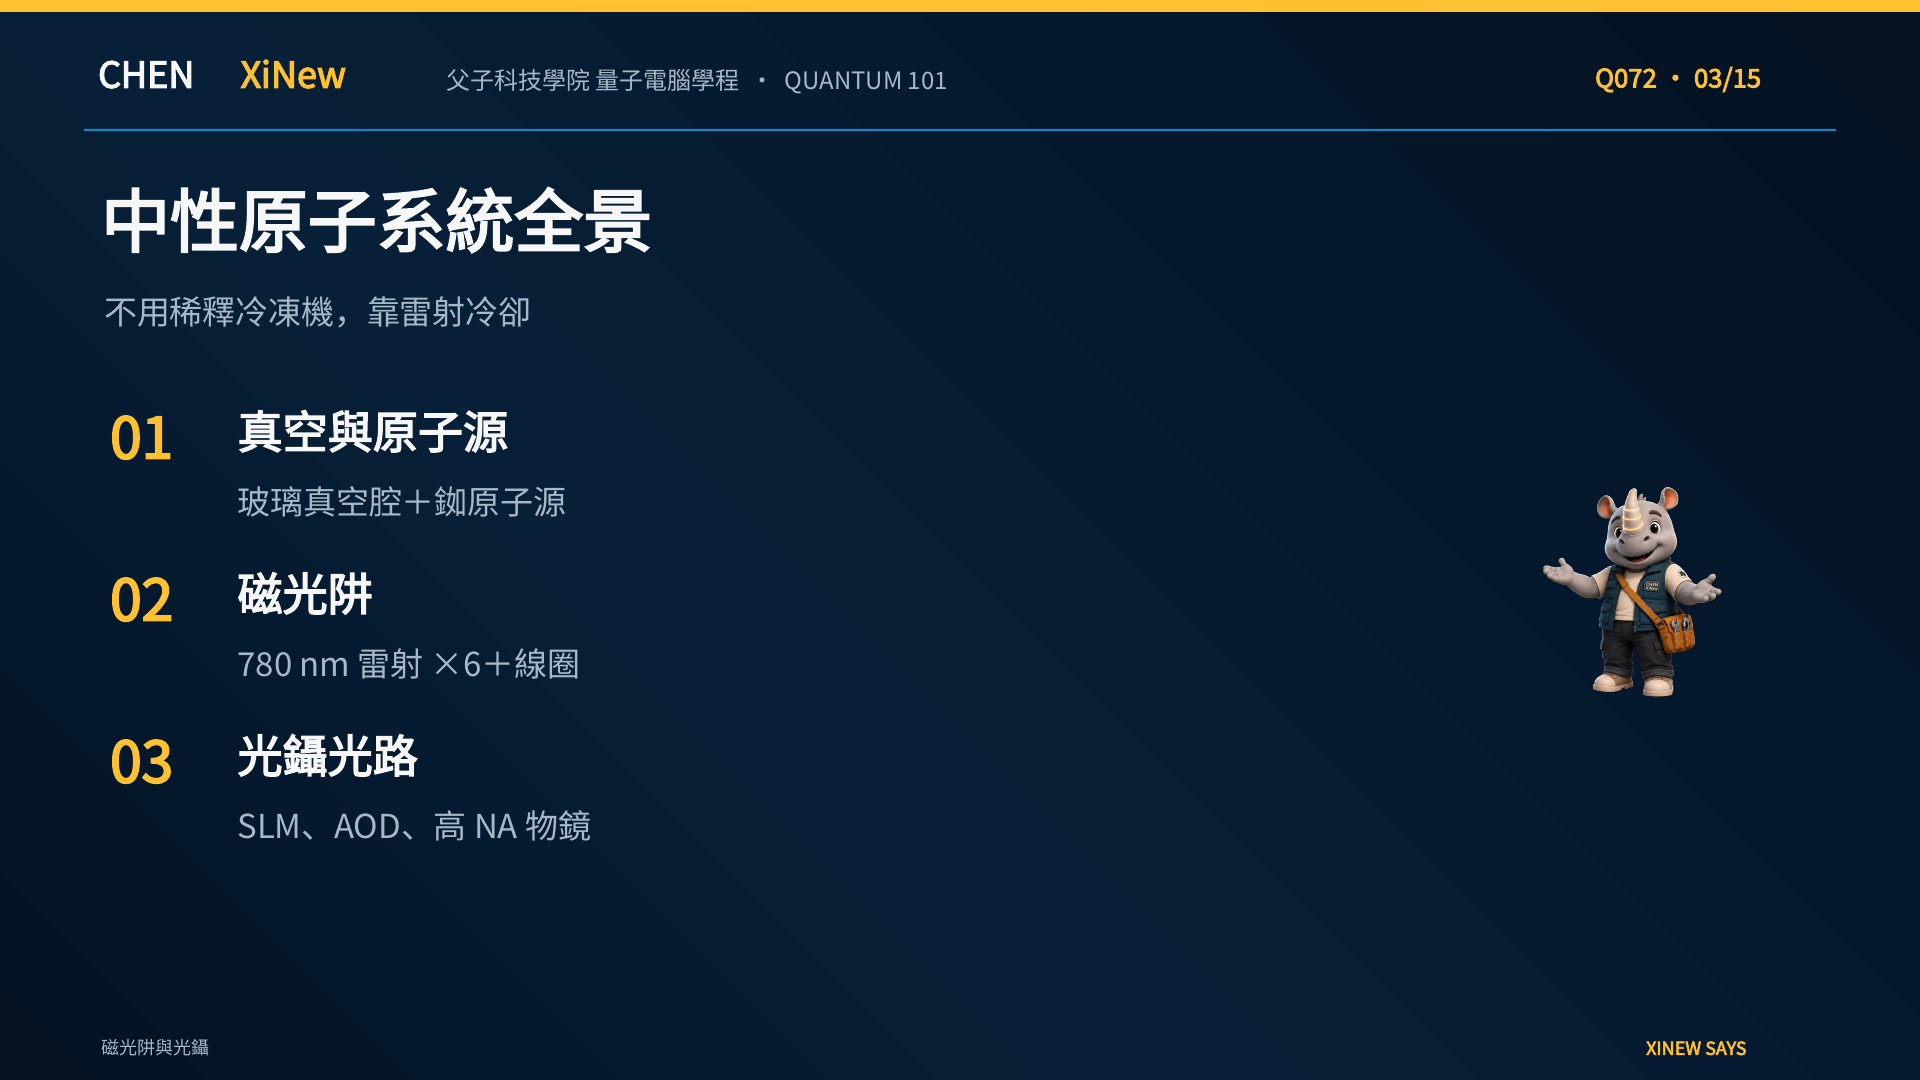 CHEN XiNew 父子科技學院 量子電腦學程 · QUANTUM 101 Q072 · 03/15
中性原子系統全景
不用稀釋冷凍機，靠雷射冷卻
01 真空與原子源
玻璃真空腔＋銣原子源
02 磁光阱
780 nm 雷射 ×6＋線圈
03 光鑷光路
SLM、AOD、高 NA 物鏡
磁光阱與光鑷
XINEW SAYS